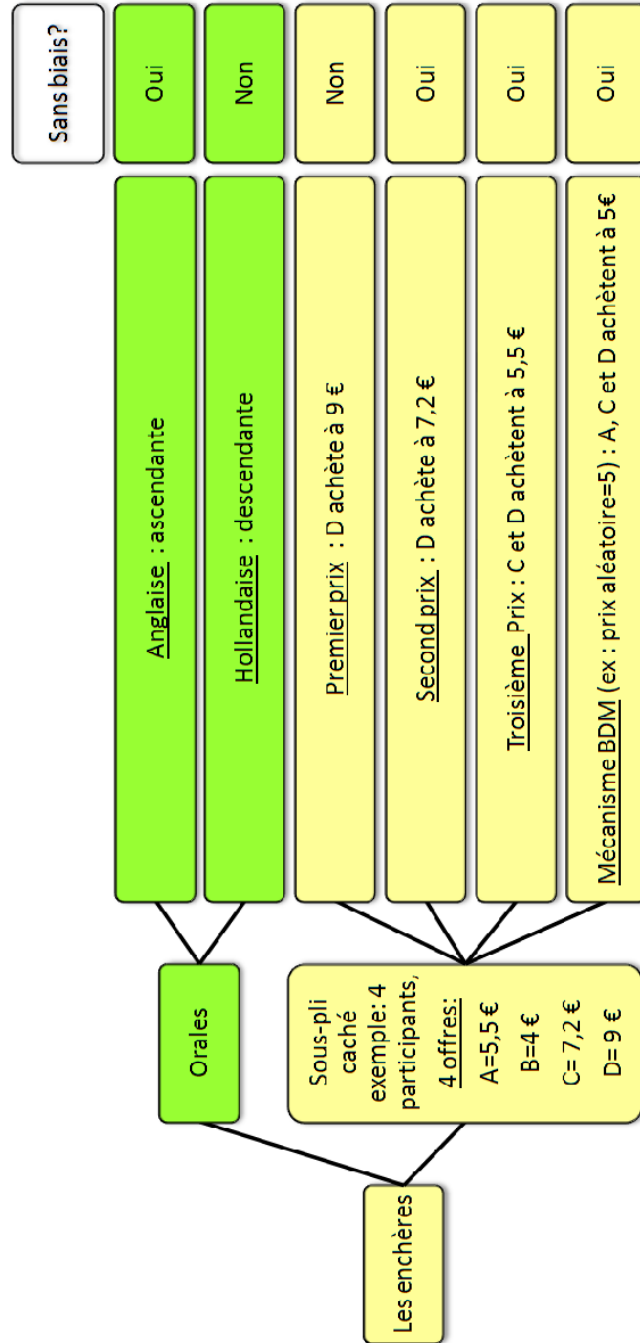 Sans biais?
Les enchères
Orales
Anglaise : ascendante
Oui
Hollandaise : descendante
Non
Sous-pli
caché
exemple: 4
participants,
4 offres:
A=5,5 €
B=4 €
C= 7,2 €
D= 9 €
Premier prix : D achète à 9 €
Non
Second prix : D achète à 7,2 €
Oui
Troisième Prix : C et D achètent à 5,5 €
Oui
Mécanisme BDM (ex : prix aléatoire=5) : A, C et D achètent à 5€
Oui